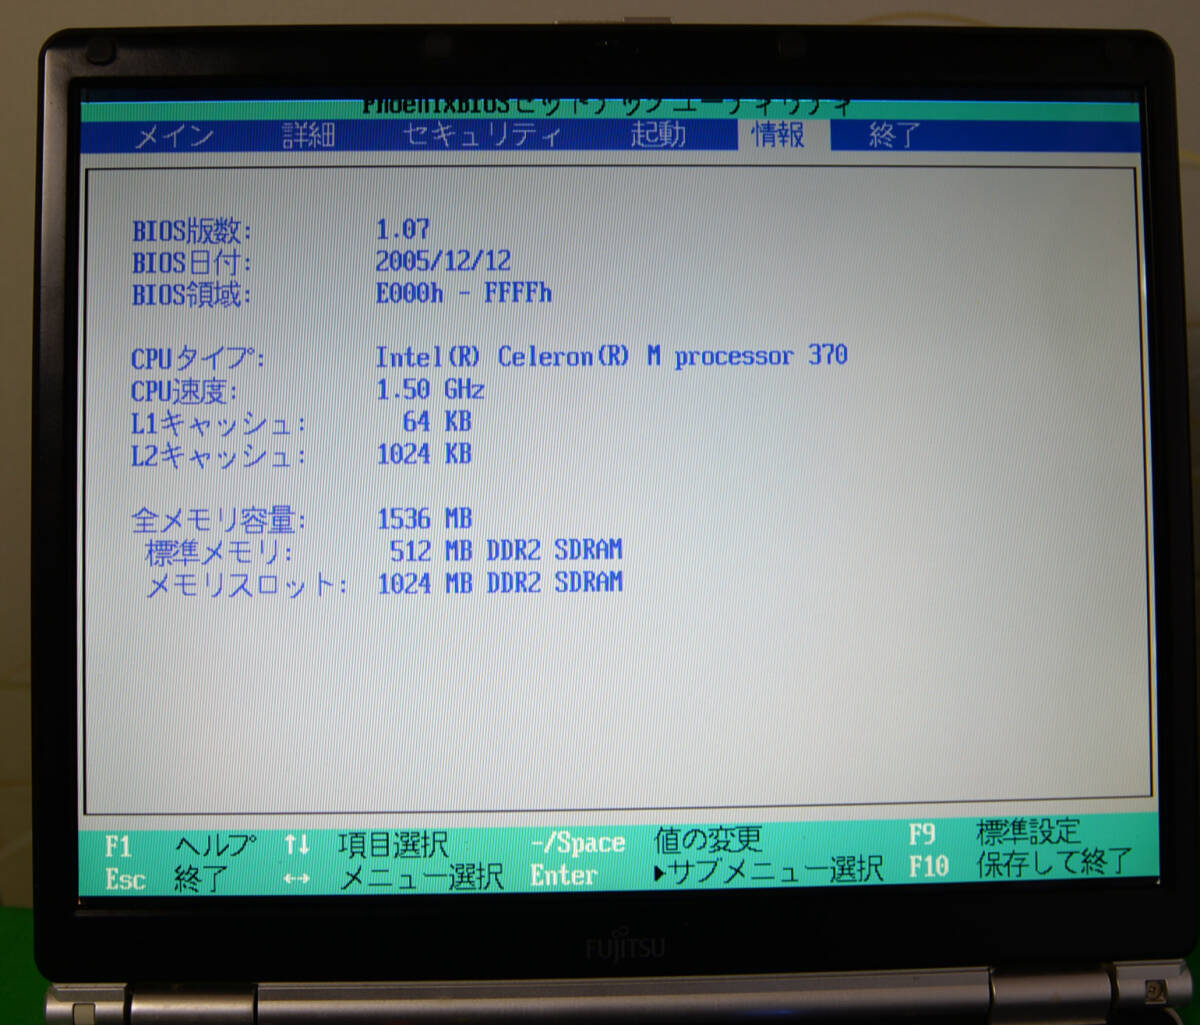 PhoenixBIOSセットアップユーティリティ
メイン 詳細 セキュリティ 起動 情報 終了
BIOS版数: 1.07
BIOS日付: 2005/12/12
BIOS領域: E000h - FFFFh
CPUタイプ: Intel(R) Celeron(R) M processor 370
CPU速度: 1.50 GHz
L1キャッシュ: 64 KB
L2キャッシュ: 1024 KB
全メモリ容量: 1536 MB
標準メモリ: 512 MB DDR2 SDRAM
メモリスロット: 1024 MB DDR2 SDRAM
F1 ヘルプ ↑↓ 項目選択 -/Space 値の変更 F9 標準設定
Esc 終了 ↔ メニュー選択 Enter ▶サブメニュー選択 F10 保存して終了
FUJITSU